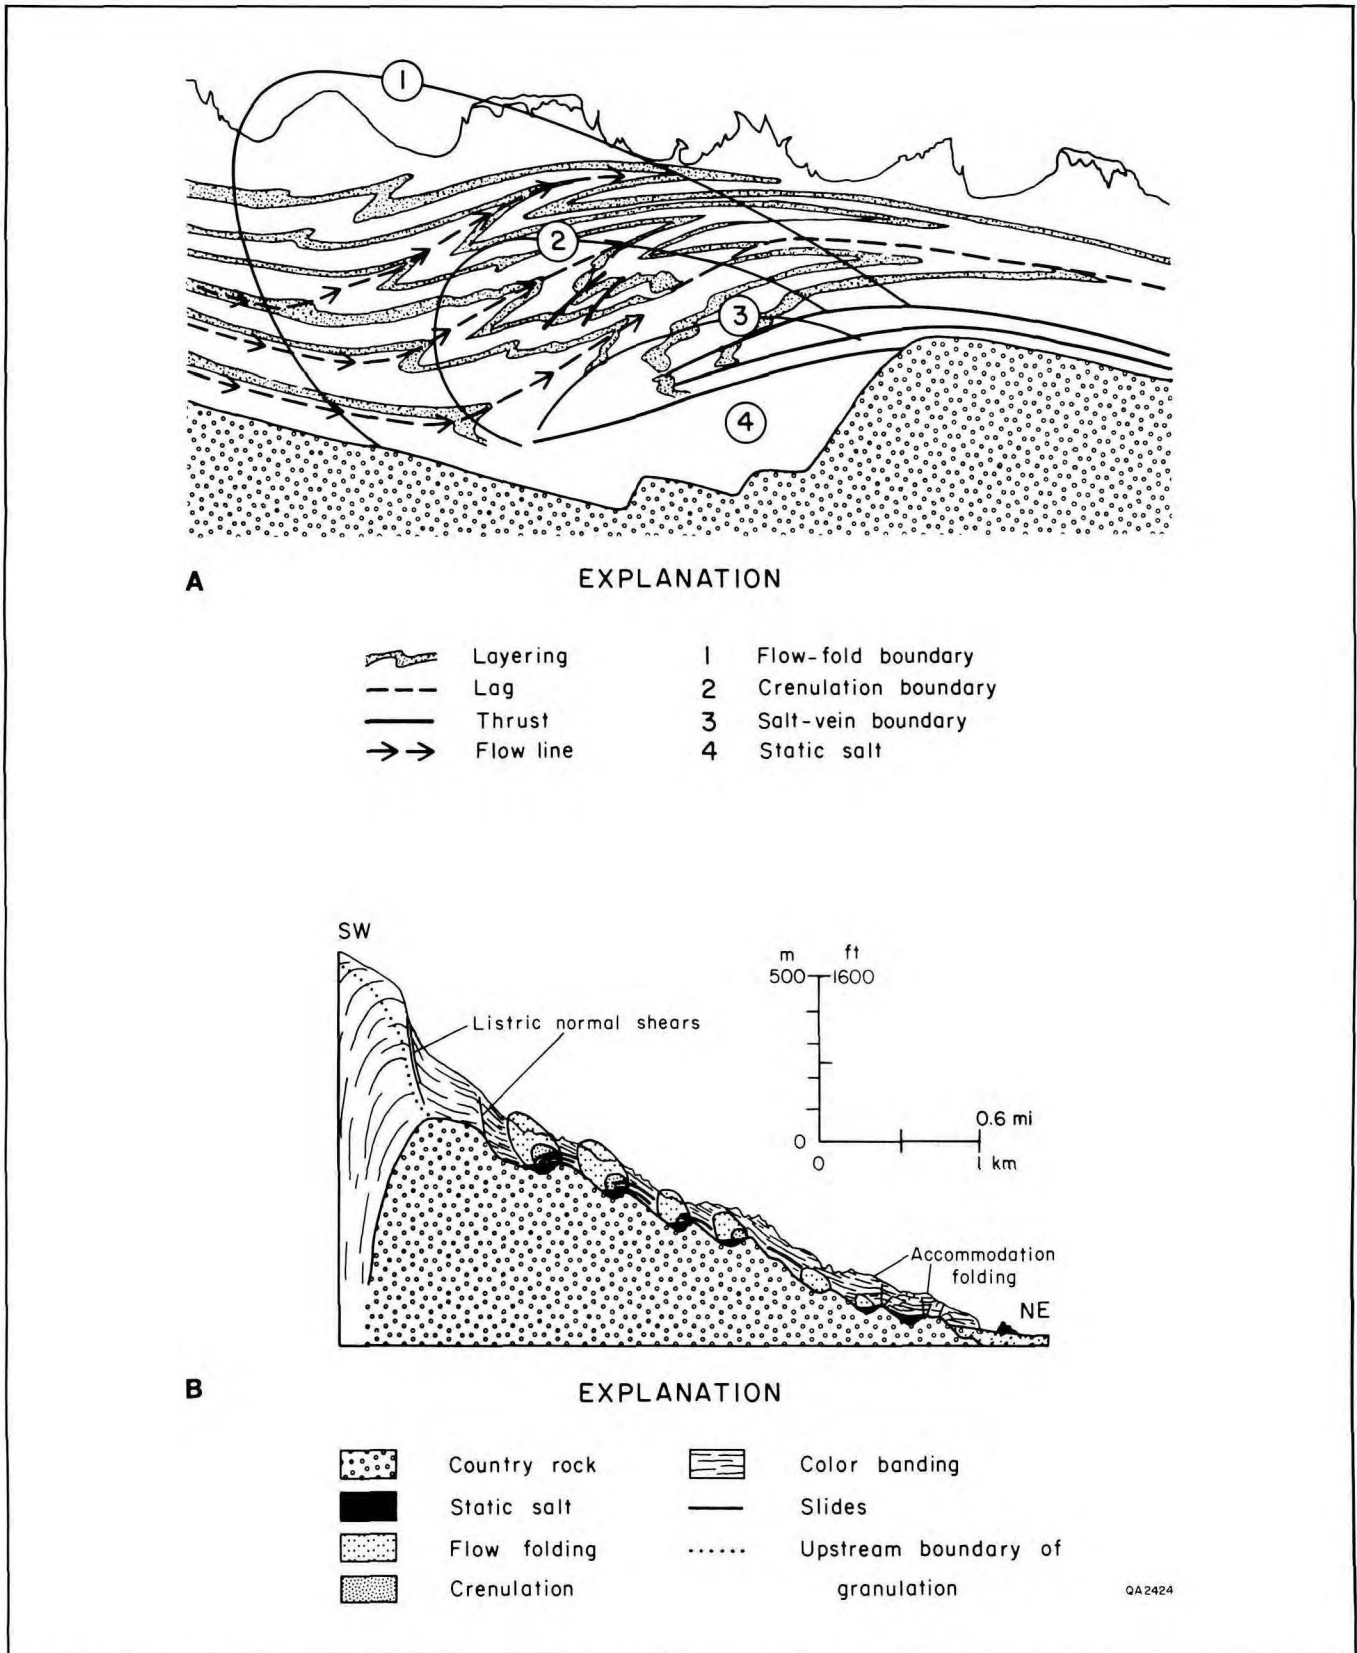 1
2
3
4
A
EXPLANATION
Layering
Lag
Thrust
Flow line
1 Flow-fold boundary
2 Crenulation boundary
3 Salt-vein boundary
4 Static salt
SW
m ft
500 1600
Listric normal shears
0.6 mi
0
0 1 km
Accommodation
folding
NE
B
EXPLANATION
Country rock
Static salt
Flow folding
Crenulation
Color banding
Slides
Upstream boundary of
granulation
QA2424